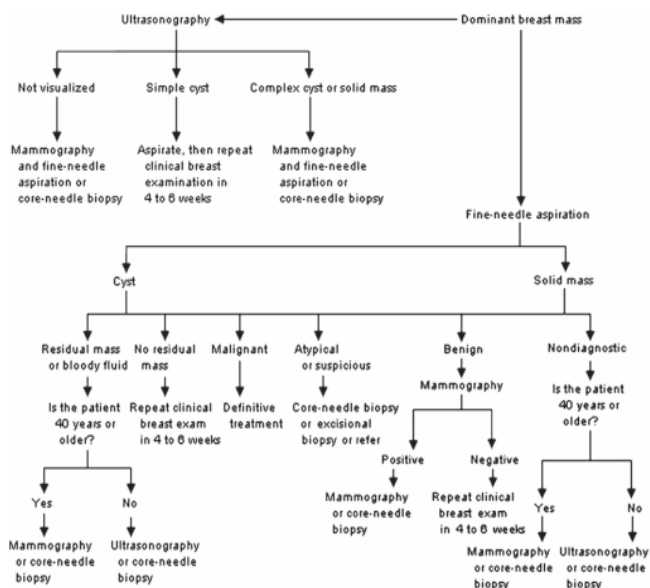 Ultrasonography
Dominant breast mass
Not visualized
Simple cyst
Complex cyst or solid mass
Mammography
and fine-needle
aspiration or
core-needle biopsy
Aspirate, then repeat
clinical breast
examination in
4 to 6 weeks
Mammography
and fine-needle
aspiration or
core-needle biopsy
Fine-needle aspiration
Cyst
Solid mass
Residual mass
or bloody fluid
No residual
mass
Malignant
Atypical
or suspicious
Benign
Nondiagnostic
Is the patient
40 years or
older?
Repeat clinical
breast exam
in 4 to 6 weeks
Definitive
treatment
Core-needle biopsy
or excisional
biopsy or refer
Mammography
Is the patient
40 years or
older?
Positive
Negative
Yes
No
Mammography
or core-needle
biopsy
Repeat clinical
breast exam
in 4 to 6 weeks
Yes
No
Mammography
or core-needle
biopsy
Ultrasonography
or core-needle
biopsy
Mammography
or core-needle
biopsy
Ultrasonography
or core-needle
biopsy